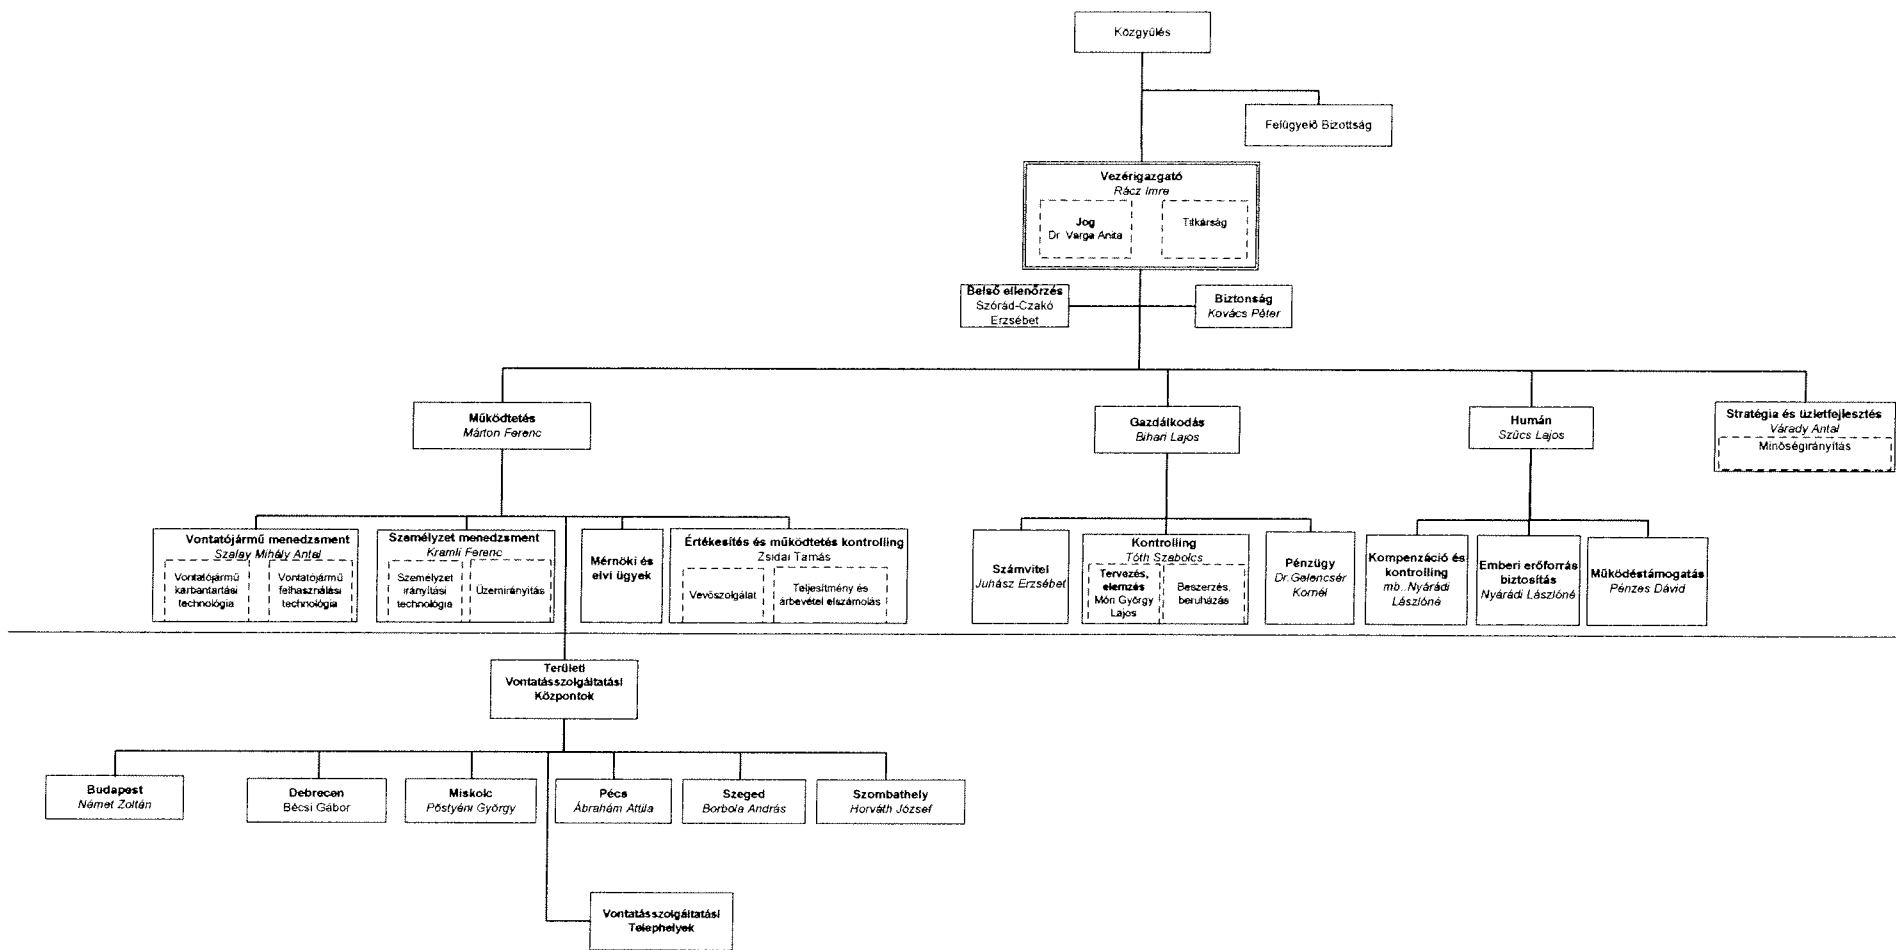 Közgyűlés
Felügyelő Bizottság
Vezérigazgató
Rácz Imre
Jog
Dr. Varga Anita
Titkárság
Belső ellenőrzés
Szórád-Czakó
Erzsébet
Biztonság
Kovács Péter
Működtetés
Márton Ferenc
Gazdálkodás
Bihari Lajos
Humán
Szűcs Lajos
Stratégia és üzletfejlesztés
Várady Antal
Minőségirányítás
Vontatójármű menedzsment
Szalay Mihály Antal
Vontatójármű
karbantartási
technológia
Vontatójármű
felhasználási
technológia
Személyzet menedzsment
Kramli Ferenc
Személyzet
irányítási
technológia
Üzemirányítás
Mérnöki és
elvi ügyek
Értékesítés és működtetés kontrolling
Zsidai Tamás
Vevőszolgálat
Teljesítmény és
árbevétel elszámolás
Számvitel
Juhász Erzsébet
Kontrolling
Tóth Szabolcs
Tervezés,
elemzés
Móri György
Lajos
Beszerzés,
beruházás
Pénzügy
Dr.Gelencsér
Kornél
Kompenzáció és
kontrolling
mb..Nyárádi
Lászlóné
Emberi erőforrás
biztosítás
Nyárádi Lászlóné
Működéstámogatás
Pénzes Dávid
Területi
Vontatásszolgáltatási
Központok
Budapest
Német Zoltán
Debrecen
Bécsi Gábor
Miskolc
Pőstyéni György
Pécs
Ábrahám Attila
Szeged
Borbola András
Szombathely
Horváth József
Vontatásszolgáltatási
Telephelyek